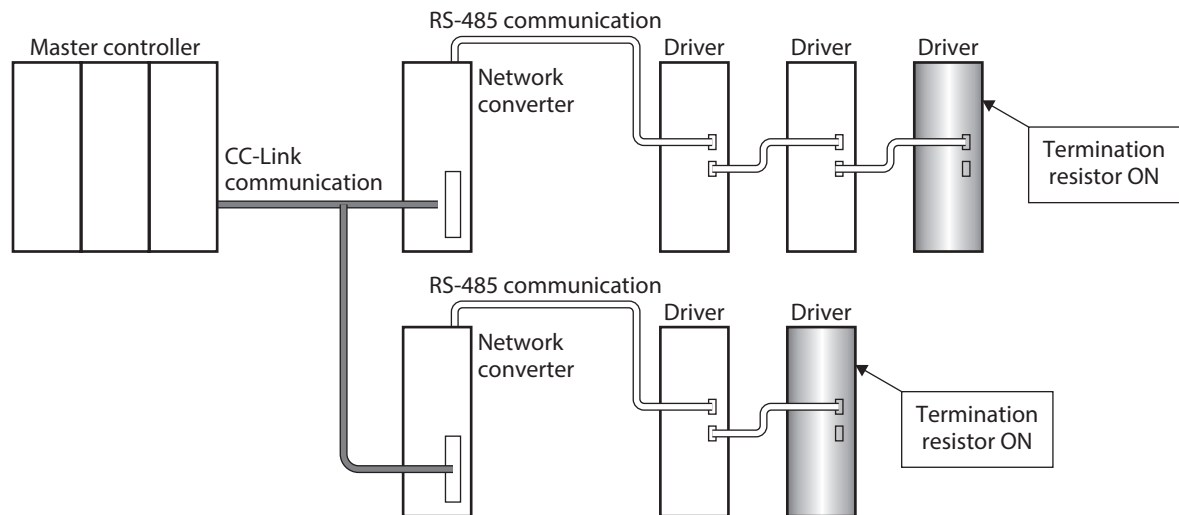 RS-485 communication
Master controller
Driver
Driver
Driver
Network
converter
CC-Link
communication
Termination
resistor ON
RS-485 communication
Driver
Driver
Network
converter
Termination
resistor ON